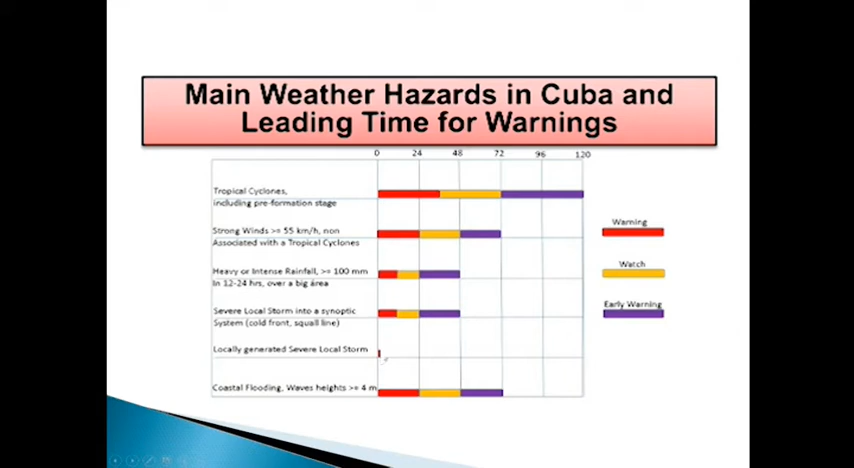 Main Weather Hazards in Cuba and
Leading Time for Warnings
0 24 48 72 96 120
Tropical Cyclones,
including pre-formation stage
Strong Winds >= 55 km/h, non
Associated with a Tropical Cyclones
Heavy or Intense Rainfall, >= 100 mm
In 12-24 hrs, over a big área
Severe Local Storm into a synoptic
System (cold front, squall line)
Locally generated Severe Local Storm
Coastal Flooding, Waves heights >= 4 m
Warning
Watch
Early Warning